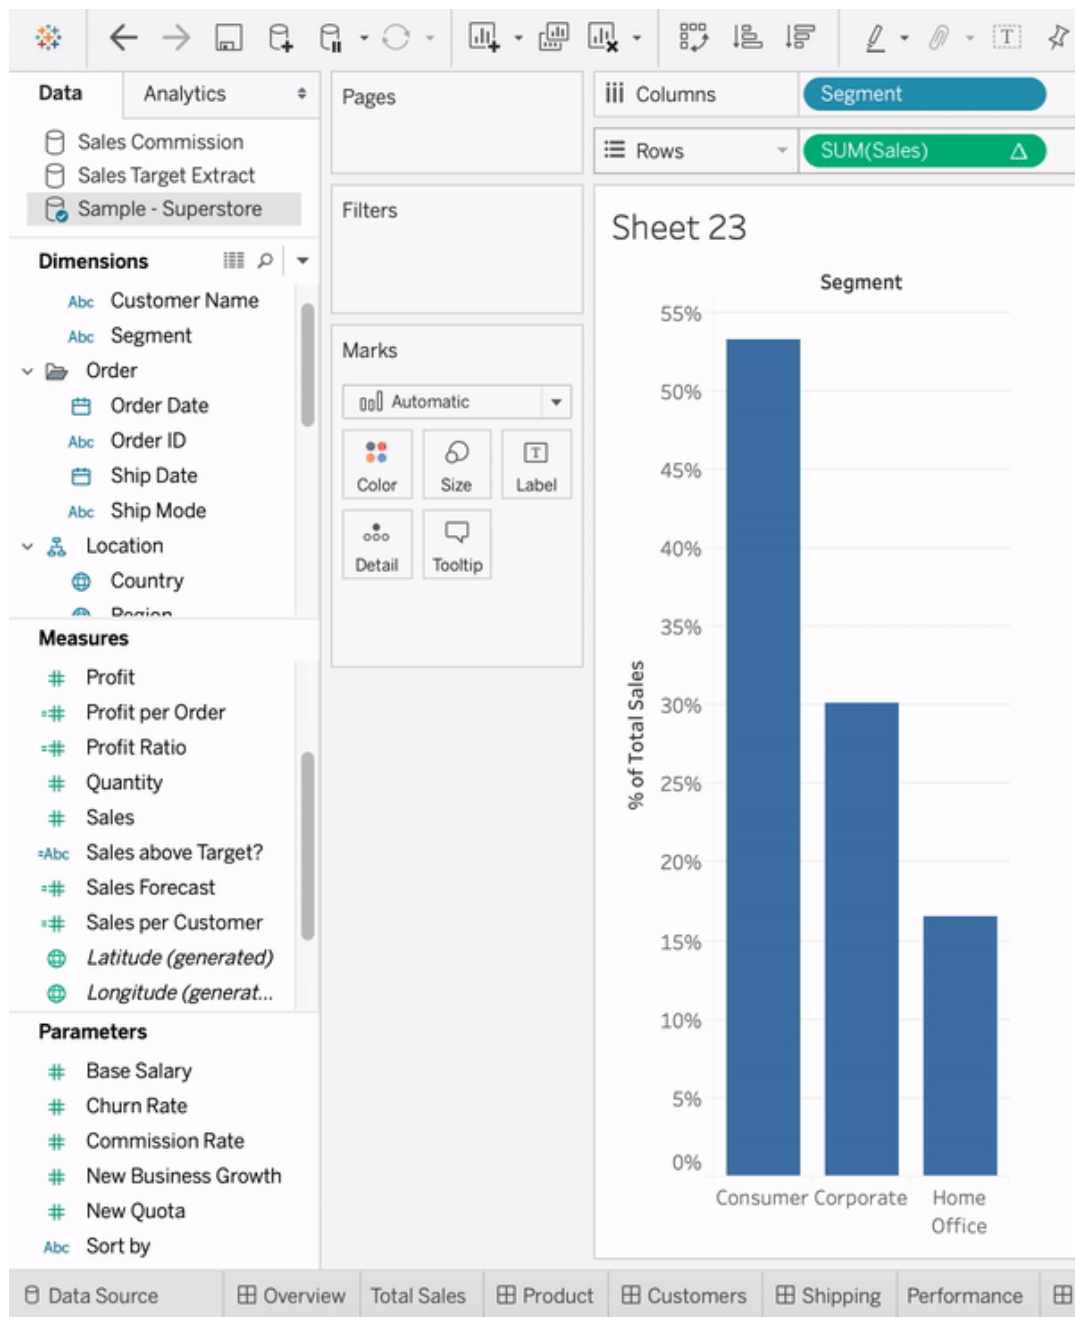 Data
Analytics
Sales Commission
Sales Target Extract
Sample - Superstore
Dimensions
Abc Customer Name
Abc Segment
Order
Order Date
Abc Order ID
Ship Date
Abc Ship Mode
Location
Country
Region
Measures
# Profit
=# Profit per Order
=# Profit Ratio
# Quantity
# Sales
=Abc Sales above Target?
=# Sales Forecast
=# Sales per Customer
Latitude (generated)
Longitude (generat...
Parameters
# Base Salary
# Churn Rate
# Commission Rate
# New Business Growth
# New Quota
Abc Sort by
Pages
Filters
Marks
Automatic
Color
Size
T
Label
Detail
Tooltip
T
Columns
Segment
Rows
SUM(Sales)
Sheet 23
Segment
55%
50%
45%
40%
35%
30%
25%
20%
15%
10%
5%
0%
% of Total Sales
Consumer
Corporate
Home
Office
Data Source
Overview
Total Sales
Product
Customers
Shipping
Performance